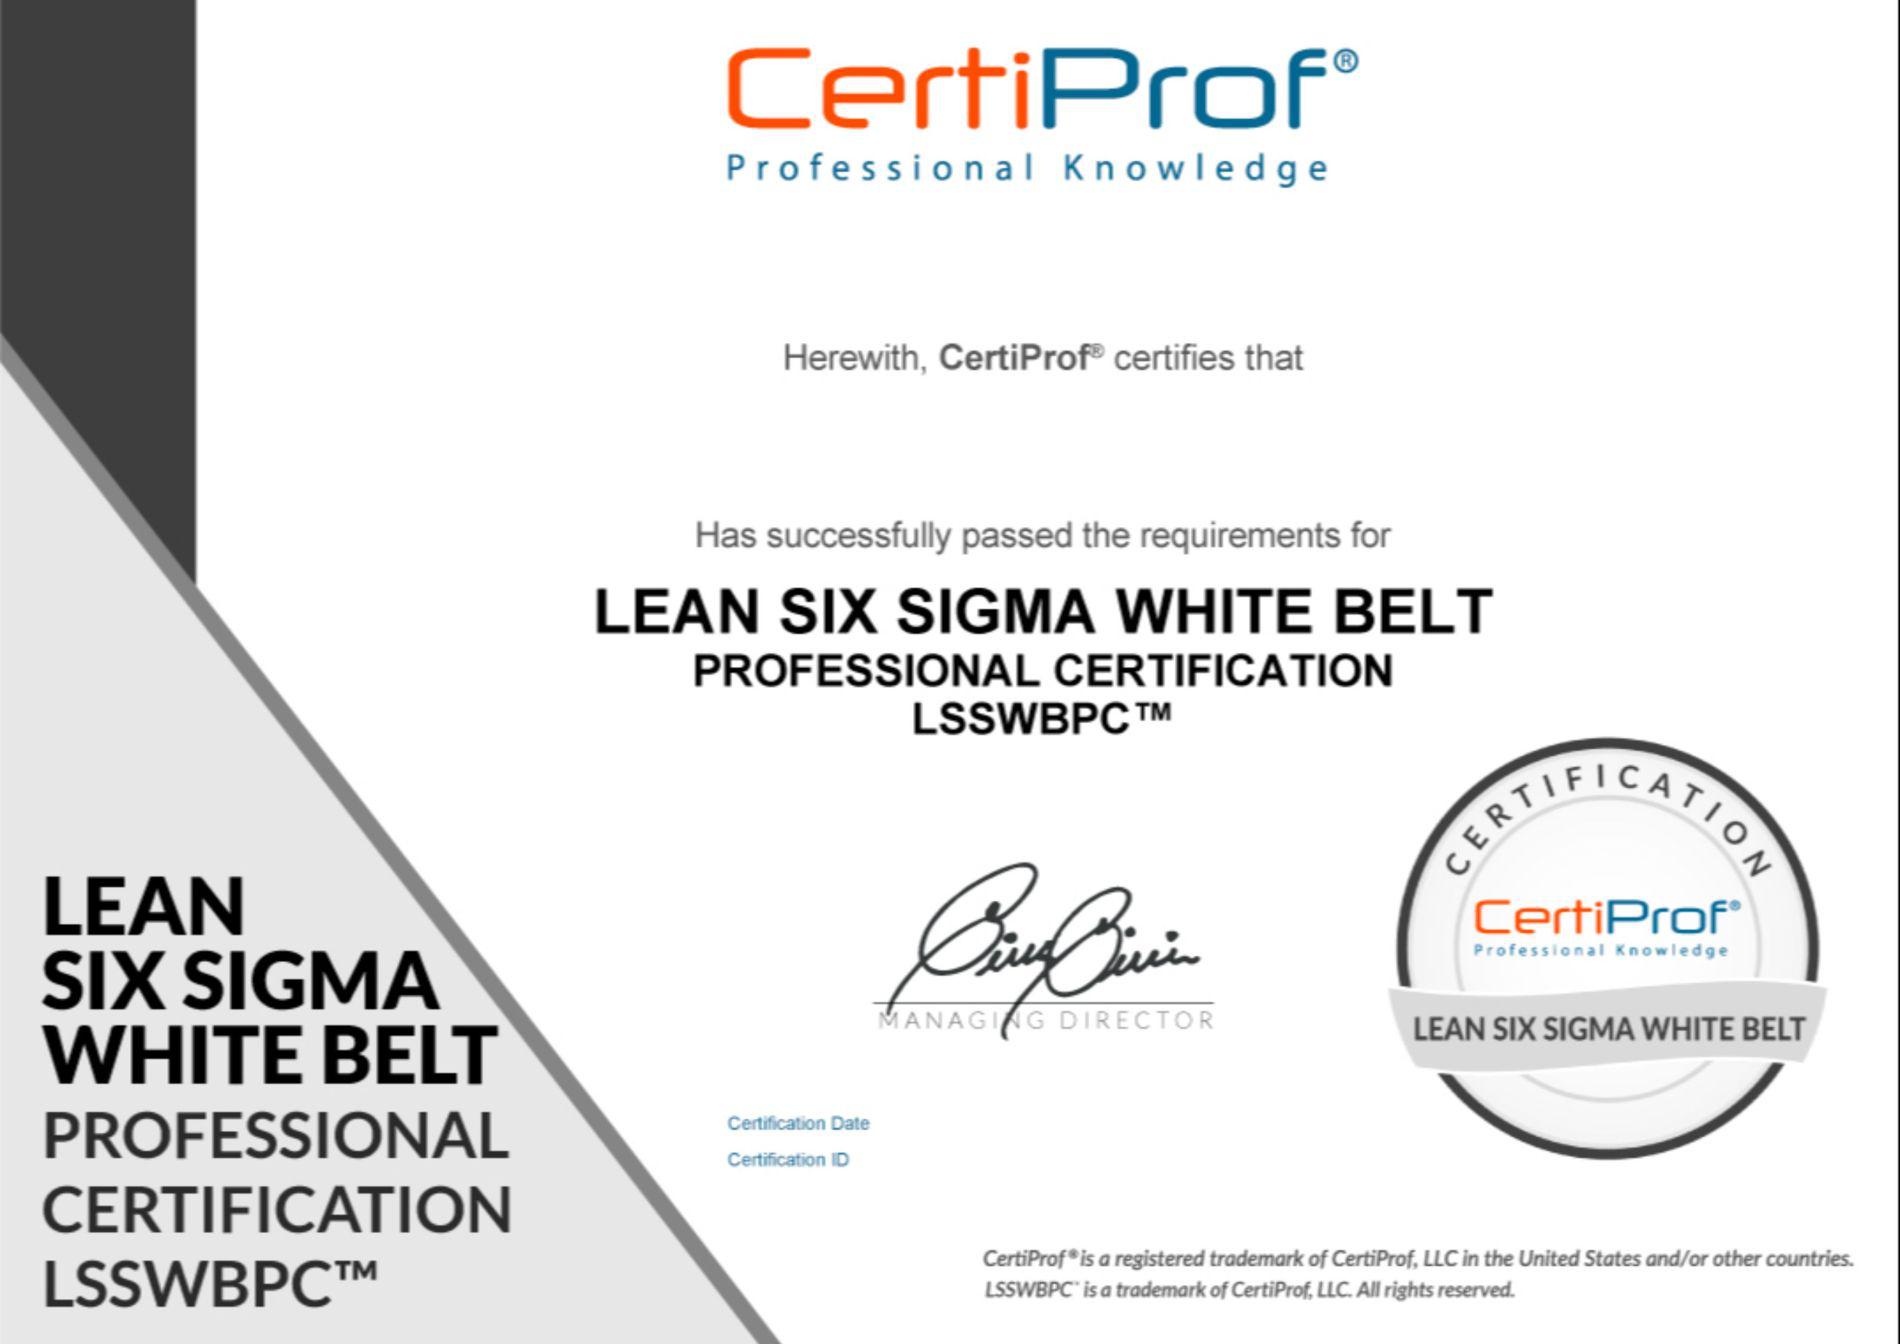 CertiProf®
Professional Knowledge
Herewith, CertiProf® certifies that
Has successfully passed the requirements for
LEAN SIX SIGMA WHITE BELT
PROFESSIONAL CERTIFICATION
LSSWBPC™
MANAGING DIRECTOR
Certification Date
Certification ID
CERTIFICATION
CertiProf®
Professional Knowledge
LEAN SIX SIGMA WHITE BELT
LEAN
SIX SIGMA
WHITE BELT
PROFESSIONAL
CERTIFICATION
LSSWBPC™
CertiProf® is a registered trademark of CertiProf, LLC in the United States and/or other countries.
LSSWBPC™ is a trademark of CertiProf, LLC. All rights reserved.